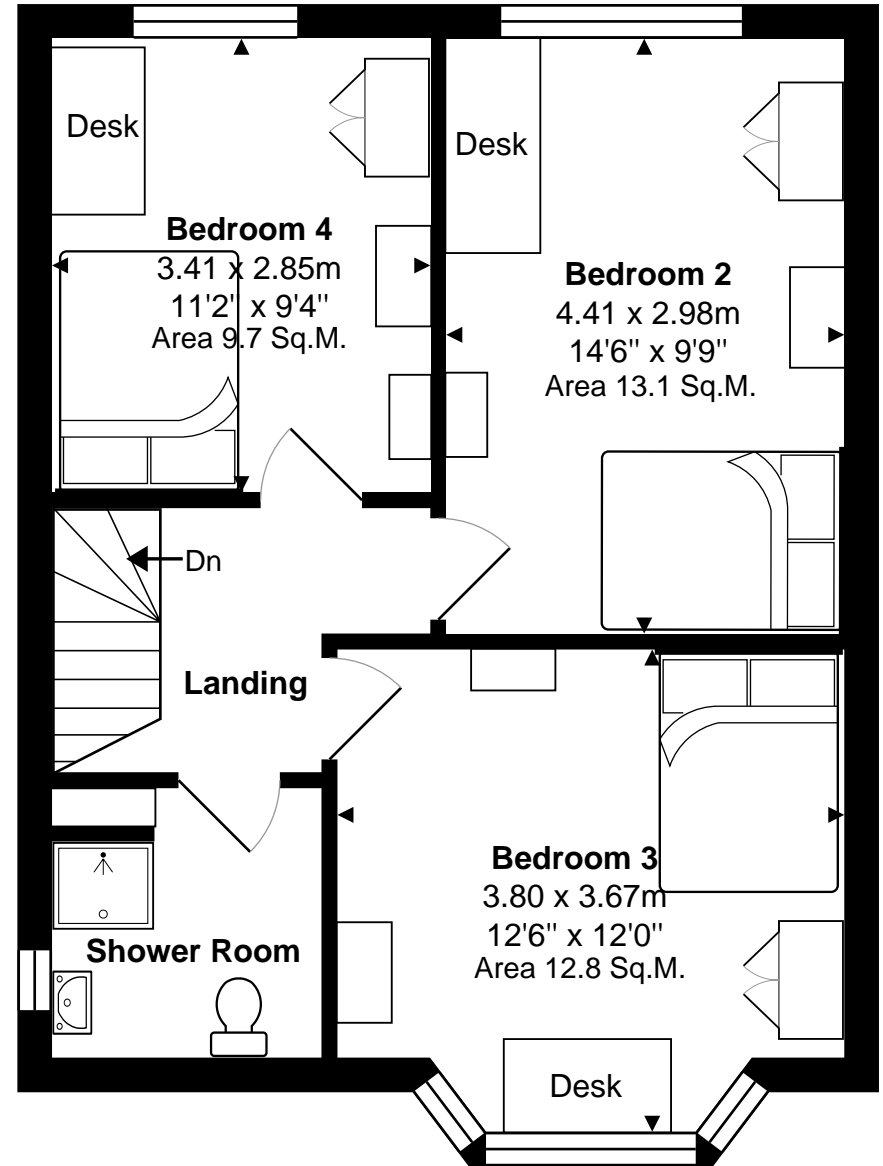 Desk
Bedroom 4
3.41 x 2.85m
11'2" x 9'4"
Area 9.7 Sq.M.
Desk
Bedroom 2
4.41 x 2.98m
14'6" x 9'9"
Area 13.1 Sq.M.
Dn
Landing
Bedroom 3
3.80 x 3.67m
12'6" x 12'0"
Area 12.8 Sq.M.
Shower Room
Desk